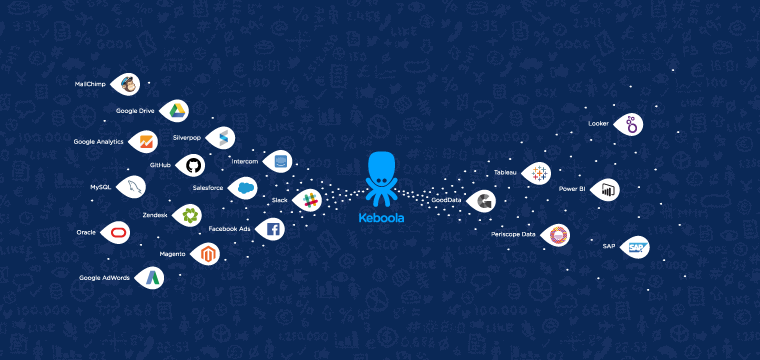 MailChimp
Google Drive
Google Analytics
Silverpop
GitHub
Intercom
MySQL
Salesforce
Slack
Zendesk
Oracle
Facebook Ads
Magento
Google AdWords
Keboola
Looker
Tableau
Power BI
GoodData
Periscope Data
SAP
SAP